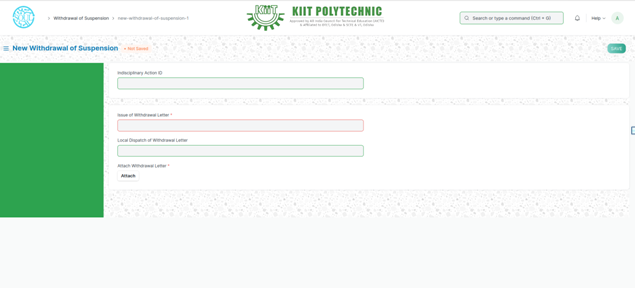 Withdrawal of Suspension
new-withdrawal-of-suspension-1
KIIT
KIIT POLYTECHNIC
Search or type a command (Ctrl + G)
Help
A
New Withdrawal of Suspension
Not Saved
SAVE
Indisciplinary Action ID
Issue of Withdrawal Letter *
Local Dispatch of Withdrawal Letter
Attach Withdrawal Letter *
Attach